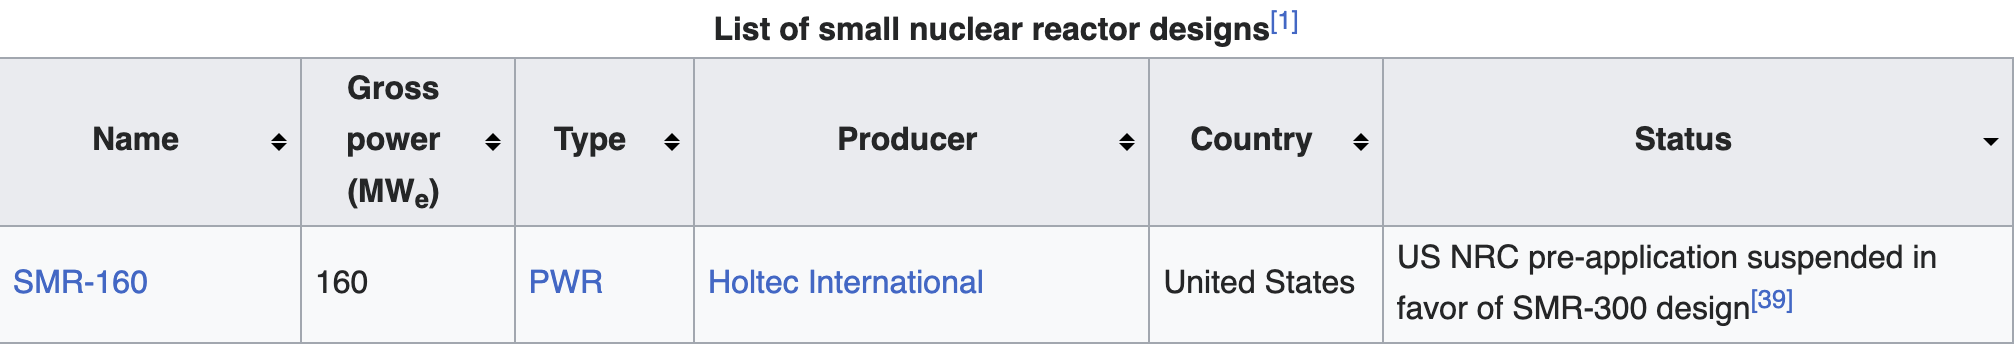 List of small nuclear reactor designs[1]
Name
Gross
power
(MWe)
Type
Producer
Country
Status
SMR-160
160
PWR
Holtec International
United States
US NRC pre-application suspended in
favor of SMR-300 design[39]